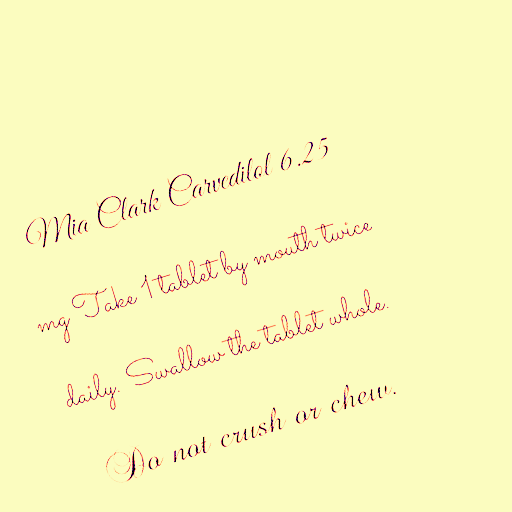 Mia Clark Carvedilol 6.25
mg Take 1 tablet by mouth twice
daily. Swallow the tablet whole.
Do not crush or chew.